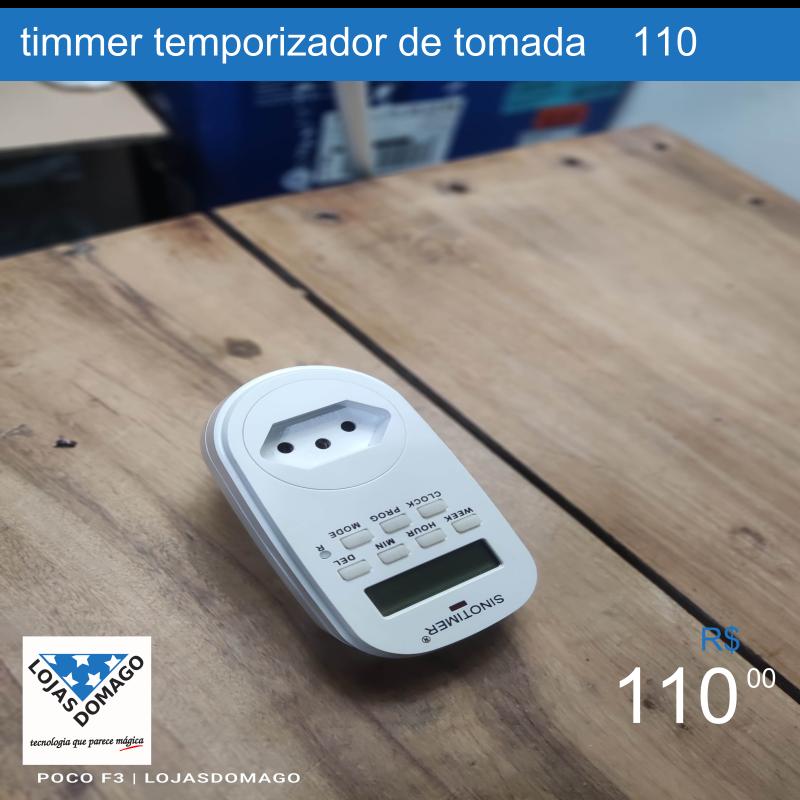 timmer temporizador de tomada 110
CLOCK
PROG
MODE
WEEK
HOUR
MIN
DEL
R
SINOTIMER®
R$
110 00
LOJAS DOMAGO
tecnologia que parece mágica
POCO F3 | LOJASDOMAGO